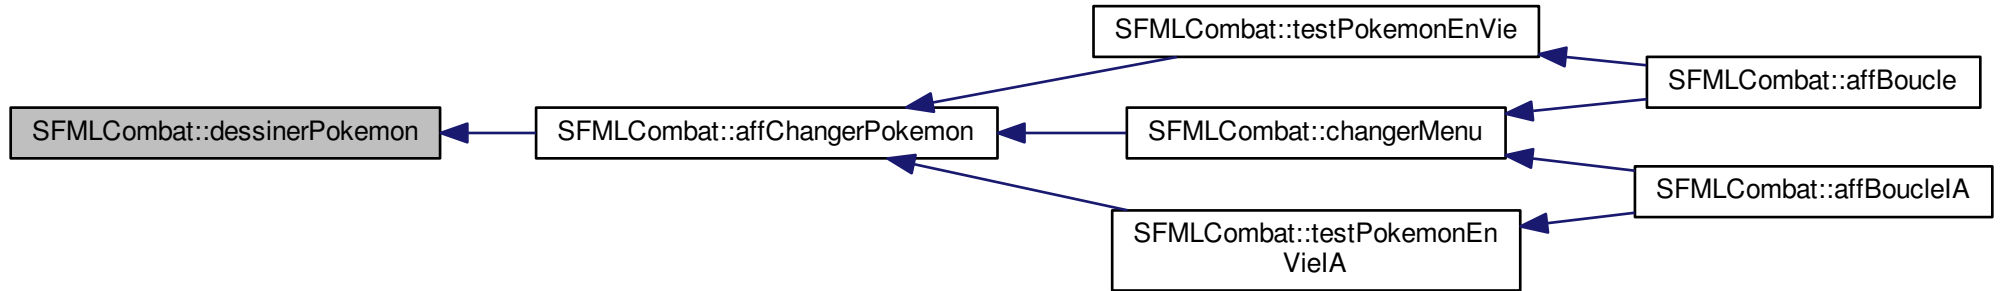 SFMLCombat::testPokemonEnVie
SFMLCombat::affBoucle
SFMLCombat::dessinerPokemon
SFMLCombat::affChangerPokemon
SFMLCombat::changerMenu
SFMLCombat::affBoucleIA
SFMLCombat::testPokemonEn
VieIA